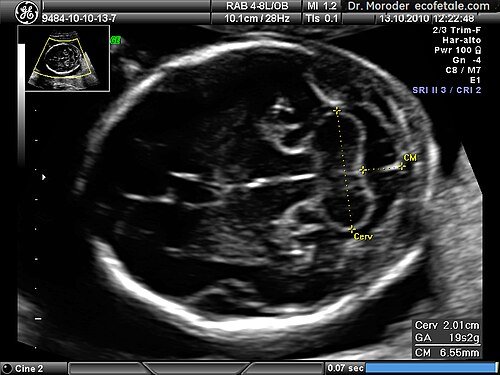 Dr. Moroder ecofetale.com
9484-10-10-13-7
RAB 4-8L/OB
10.1cm / 28Hz
MI 1.2
TIs 0.1
13.10.2010 12:22:48
GE
2/3 Trim-F
Har-alto
Pwr 100
Gn -4
C8 / M7
E1
SRI II 3 / CRI 2
CM
Cerv
Cerv 2.01cm
GA 19s2g
CM 6.55mm
Cine 2
0.07 sec